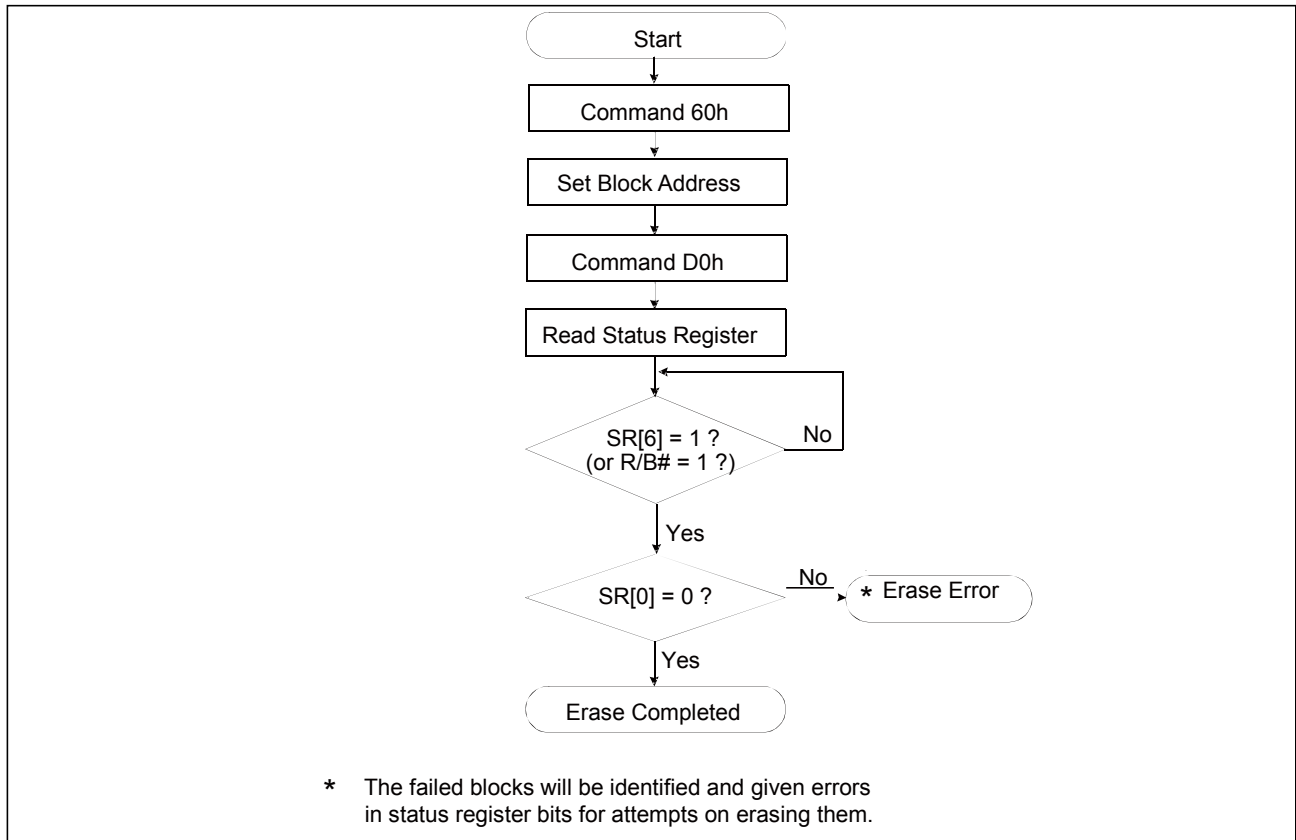 Start
Command 60h
Set Block Address
Command D0h
Read Status Register
SR[6] = 1 ?
(or R/B# = 1 ?)
No
Yes
SR[0] = 0 ?
No
* Erase Error
Yes
Erase Completed
* The failed blocks will be identified and given errors
in status register bits for attempts on erasing them.